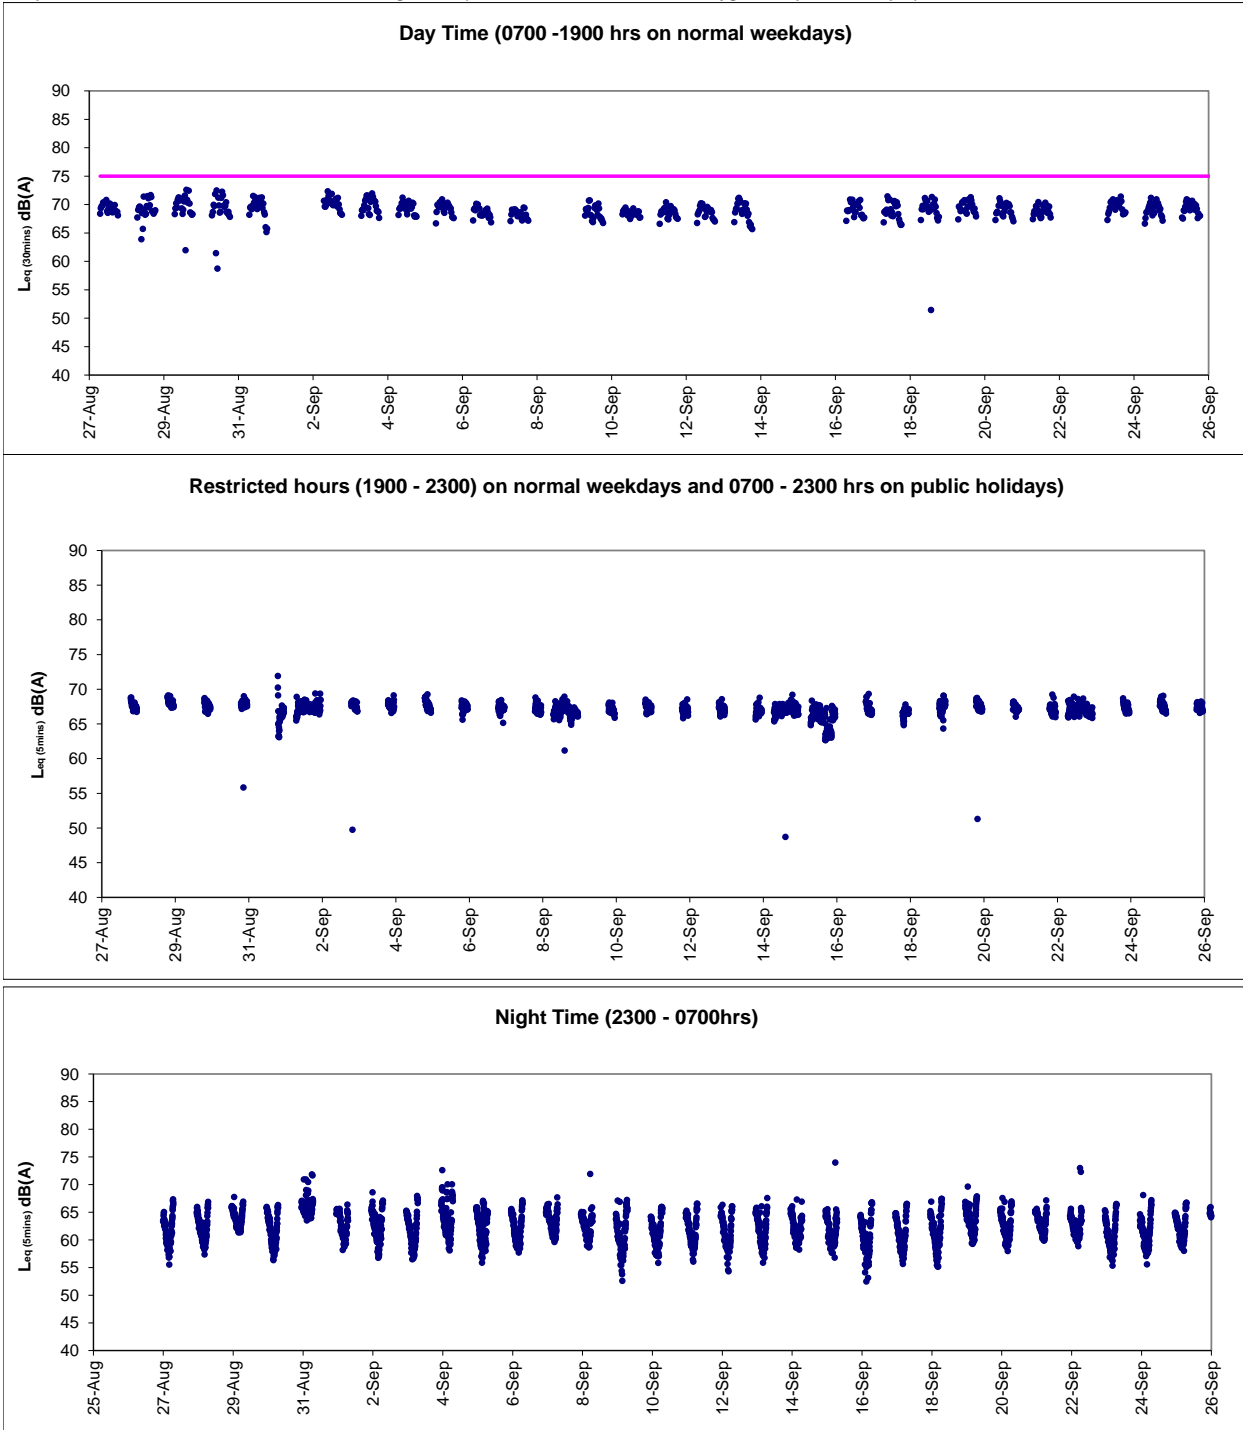 Day Time (0700 -1900 hrs on normal weekdays)
90
85
80
75
70
65
60
55
50
45
40
Leq (30mins) dB(A)
27-Aug
29-Aug
31-Aug
2-Sep
4-Sep
6-Sep
8-Sep
10-Sep
12-Sep
14-Sep
16-Sep
18-Sep
20-Sep
22-Sep
24-Sep
26-Sep
Restricted hours (1900 - 2300) on normal weekdays and 0700 - 2300 hrs on public holidays)
90
85
80
75
70
65
60
55
50
45
40
Leq (5mins) dB(A)
27-Aug
29-Aug
31-Aug
2-Sep
4-Sep
6-Sep
8-Sep
10-Sep
12-Sep
14-Sep
16-Sep
18-Sep
20-Sep
22-Sep
24-Sep
26-Sep
Night Time (2300 - 0700hrs)
90
85
80
75
70
65
60
55
50
45
40
Leq (5mins) dB(A)
25-Aug
27-Aug
29-Aug
31-Aug
2-Sep
4-Sep
6-Sep
8-Sep
10-Sep
12-Sep
14-Sep
16-Sep
18-Sep
20-Sep
22-Sep
24-Sep
26-Sep